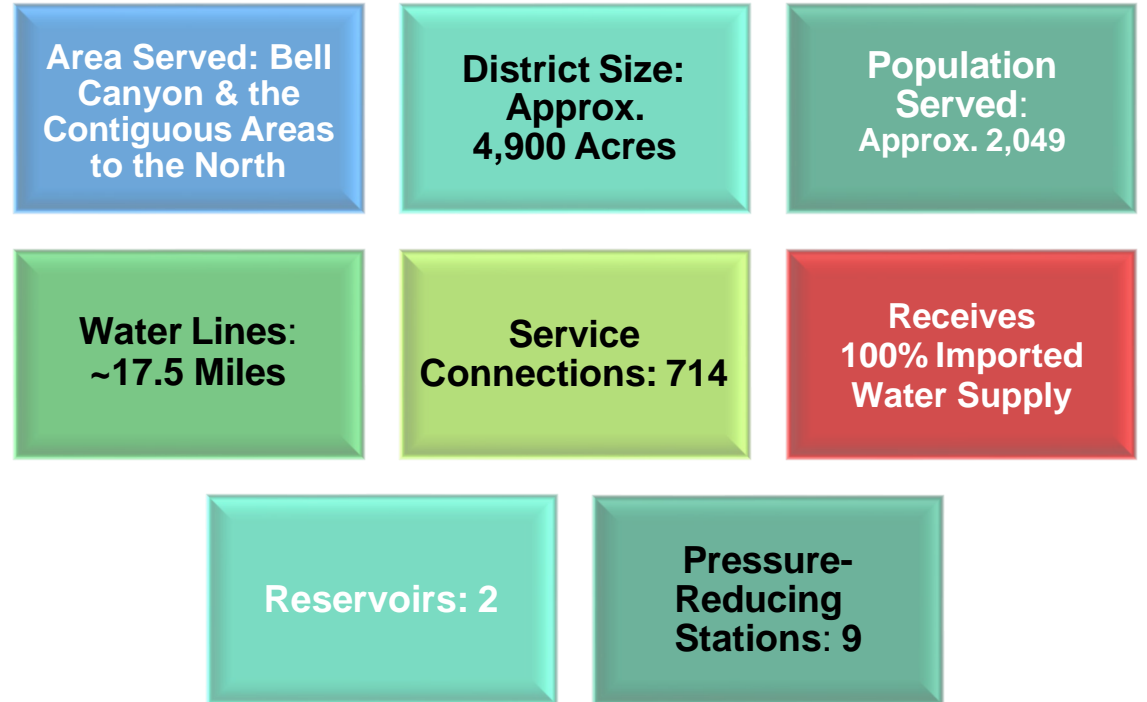 Area Served: Bell
Canyon & the
Contiguous Areas
to the North
District Size:
Approx.
4,900 Acres
Population
Served:
Approx. 2,049
Water Lines:
~17.5 Miles
Service
Connections: 714
Receives
100% Imported
Water Supply
Reservoirs: 2
Pressure-
Reducing
Stations: 9